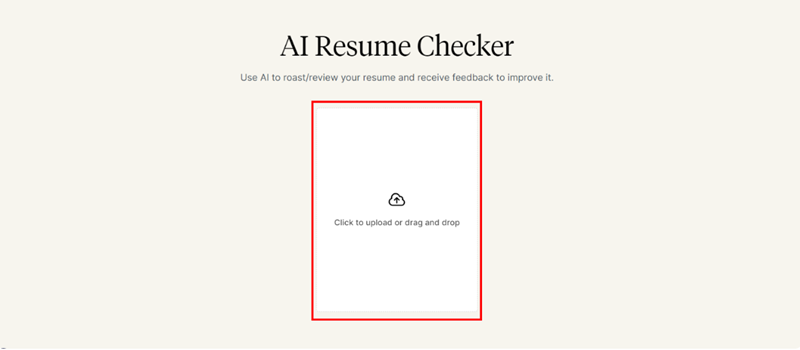 AI Resume Checker
Use AI to roast/review your resume and receive feedback to improve it.
Click to upload or drag and drop